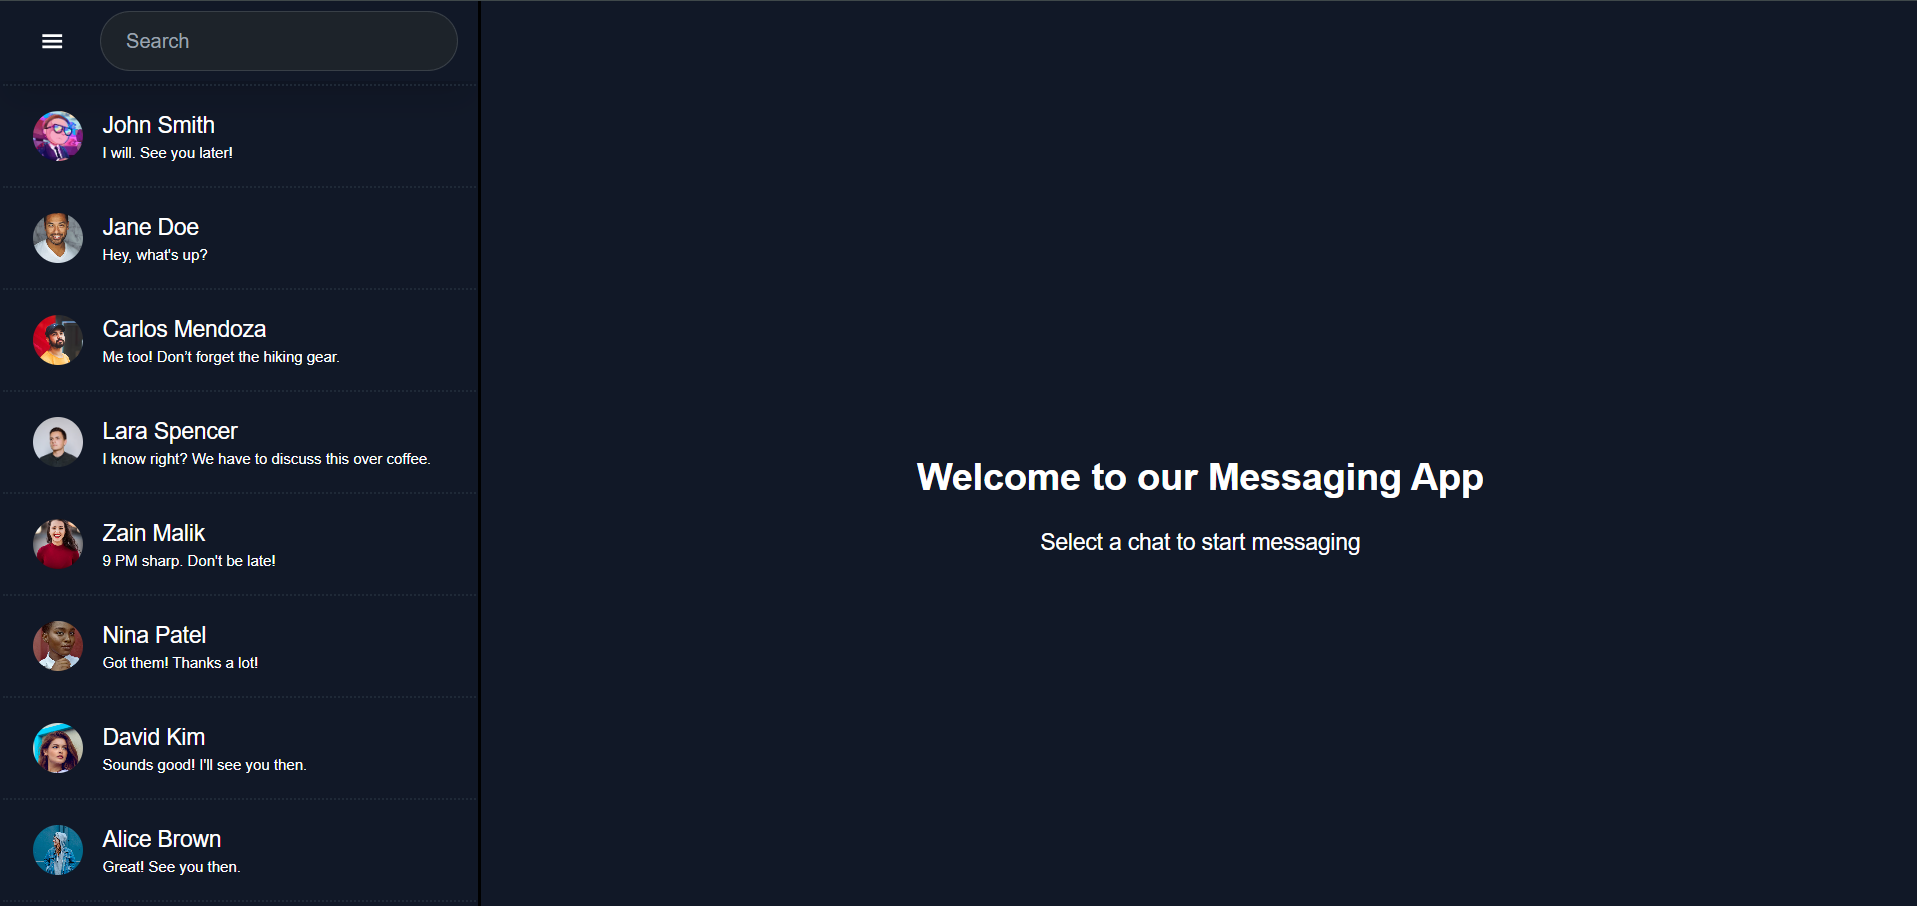 Search
John Smith
I will. See you later!
Jane Doe
Hey, what's up?
Carlos Mendoza
Me too! Don’t forget the hiking gear.
Lara Spencer
I know right? We have to discuss this over coffee.
Zain Malik
9 PM sharp. Don't be late!
Nina Patel
Got them! Thanks a lot!
David Kim
Sounds good! I'll see you then.
Alice Brown
Great! See you then.
Welcome to our Messaging App
Select a chat to start messaging